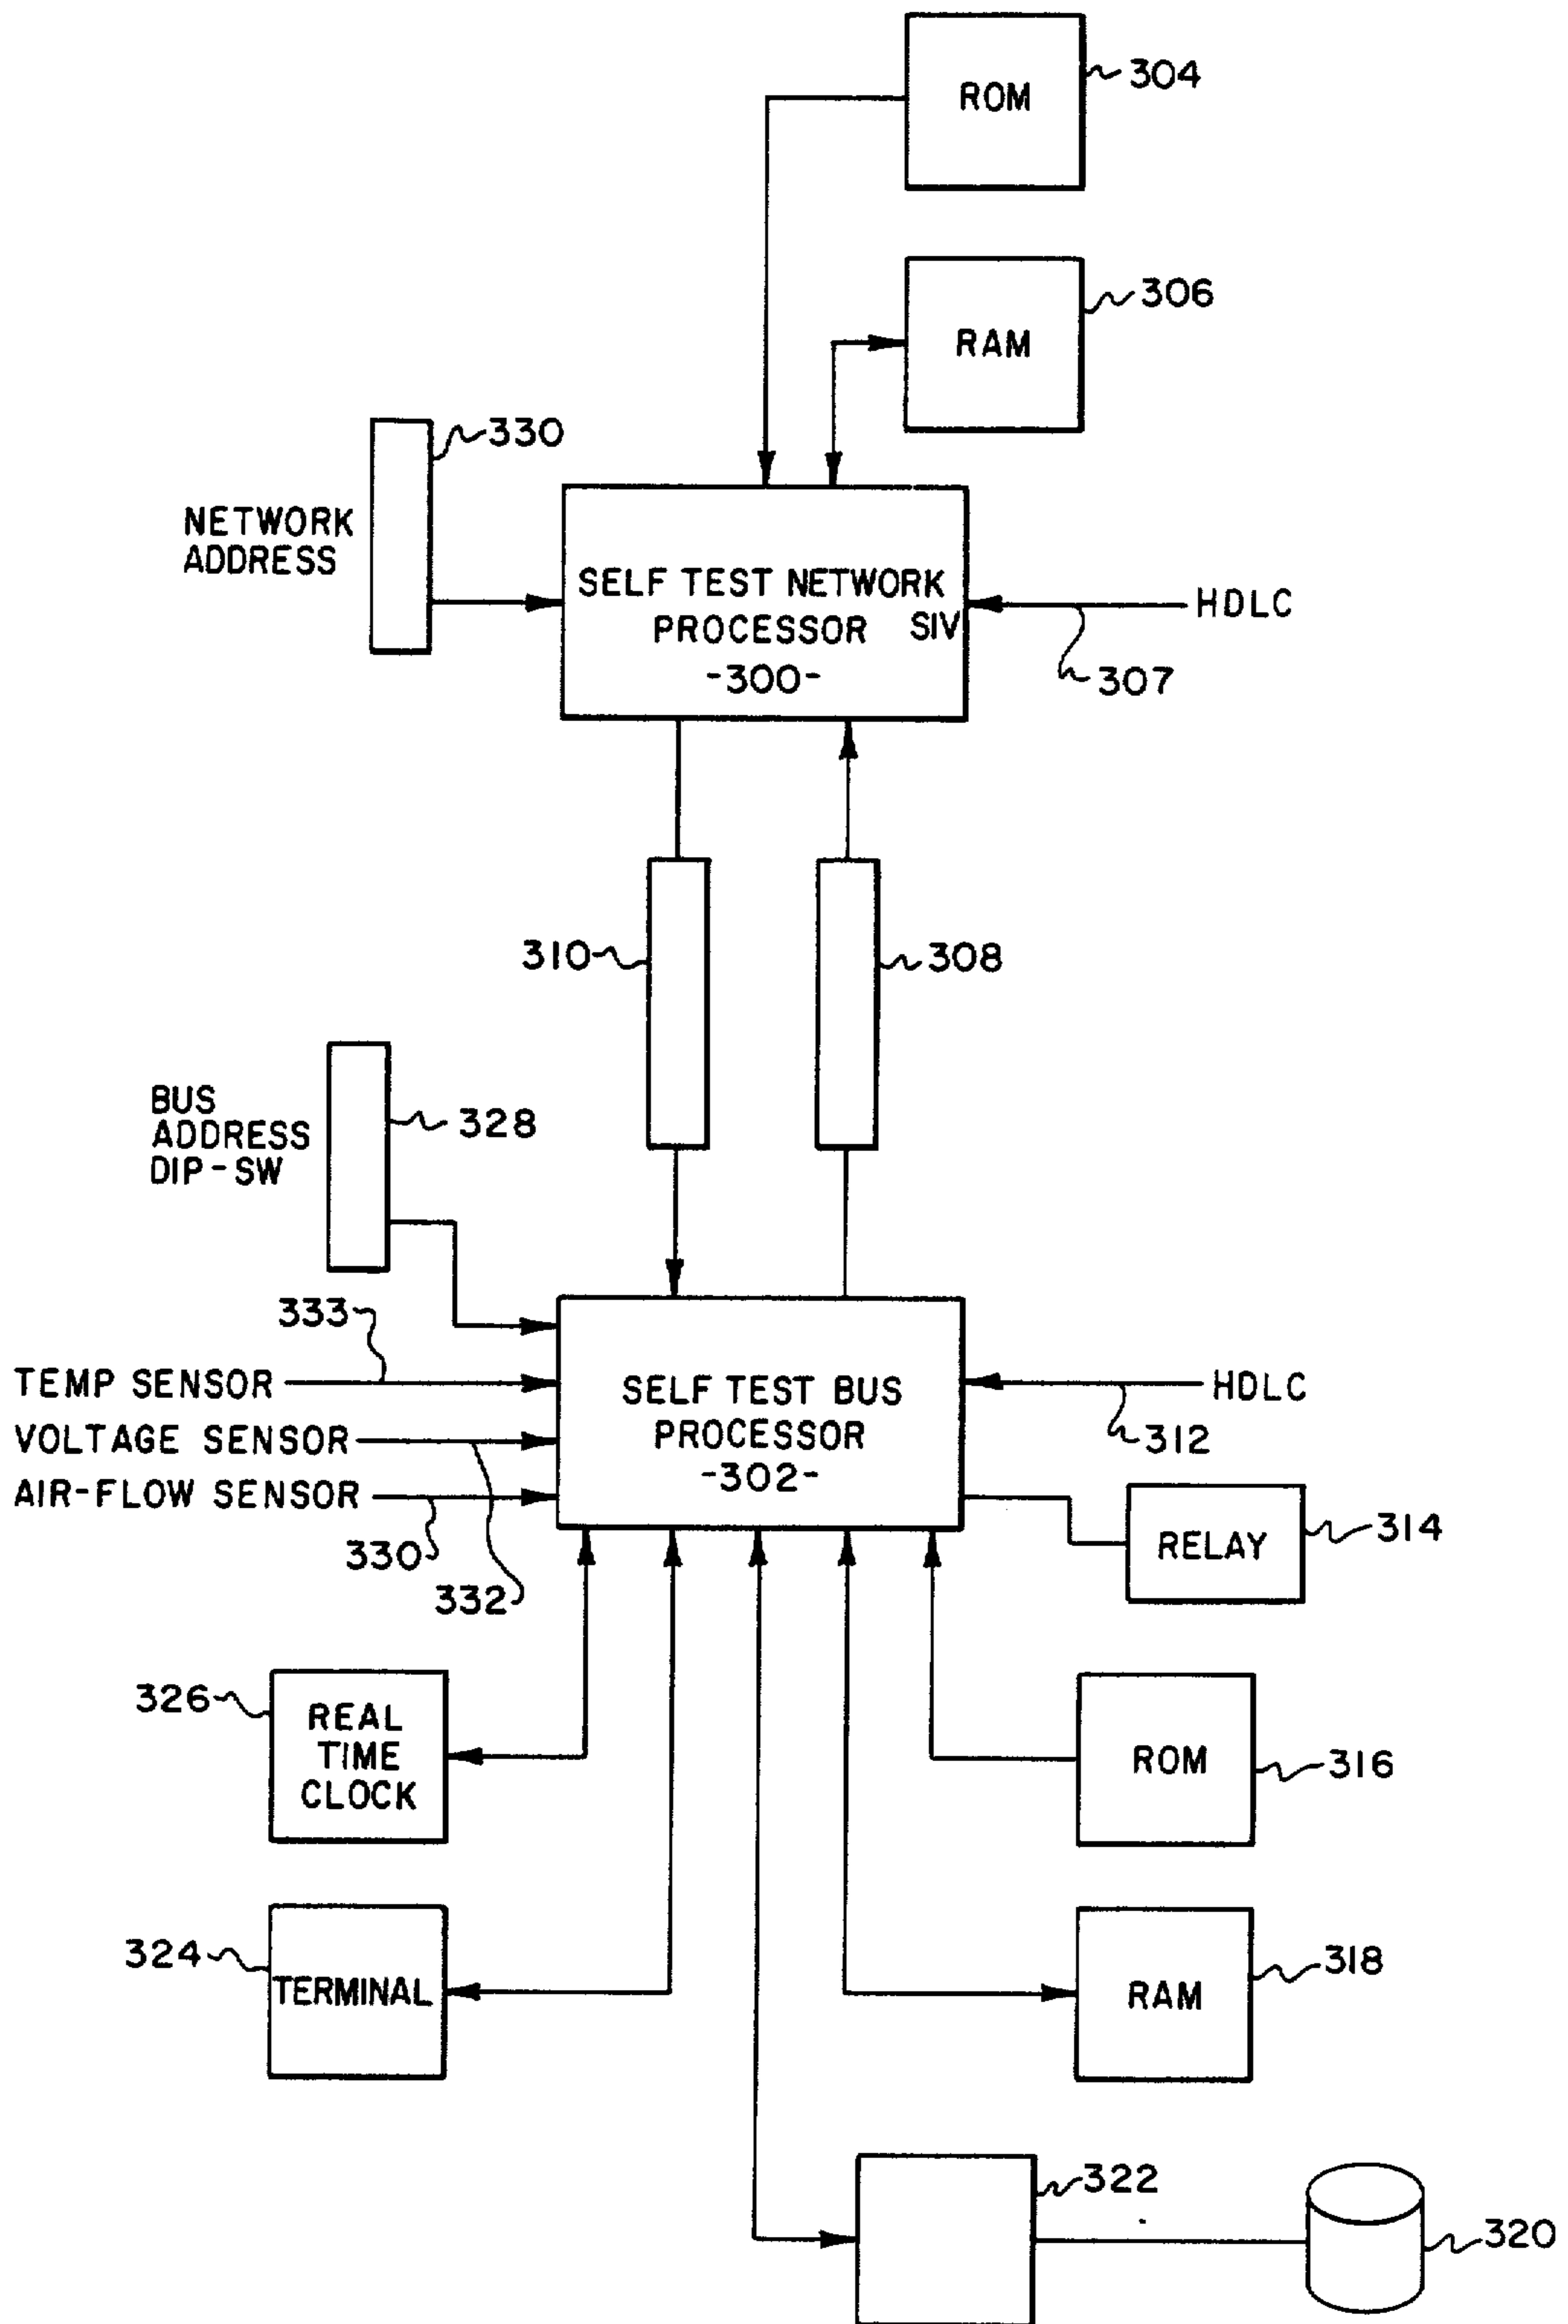 ROM
304
RAM
306
330
NETWORK
ADDRESS
SELF TEST NETWORK
PROCESSOR SIV
-300-
HDLC
307
310
308
BUS
ADDRESS
DIP-SW
328
333
TEMP SENSOR
VOLTAGE SENSOR
AIR-FLOW SENSOR
330
332
SELF TEST BUS
PROCESSOR
-302-
HDLC
312
RELAY
314
326
REAL
TIME
CLOCK
ROM
316
324
TERMINAL
RAM
318
322
320